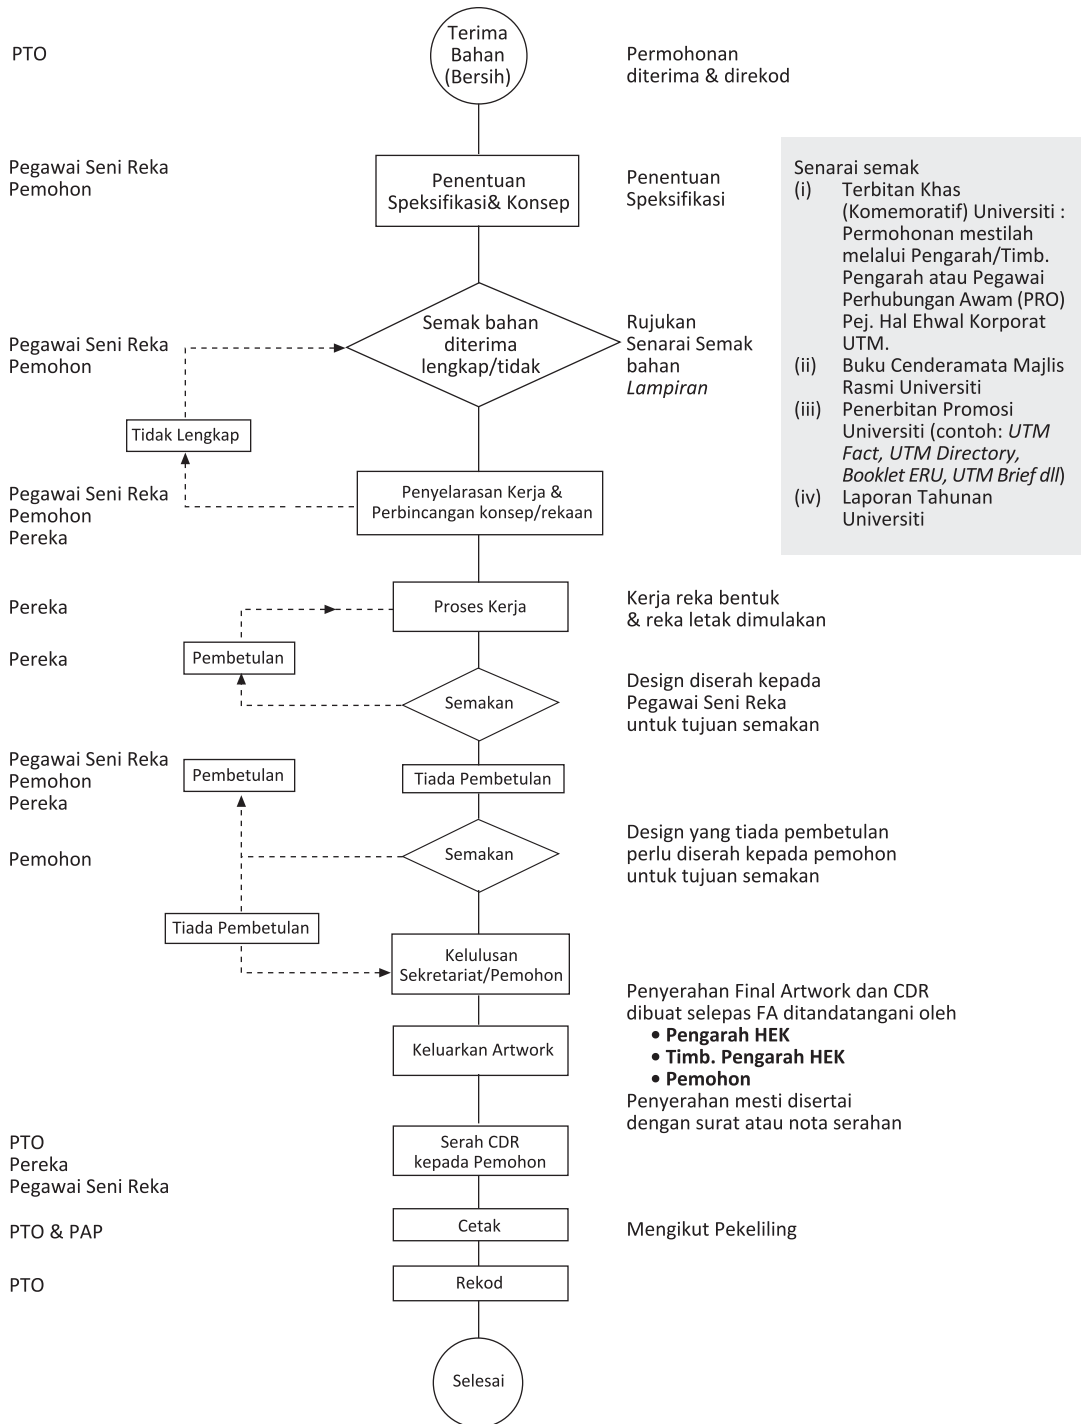 PTO
Terima
Bahan
(Bersih)
Permohonan
diterima & direkod
Pegawai Seni Reka
Pemohon
Penentuan
Speksifikasi& Konsep
Penentuan
Speksifikasi
Senarai semak
(i) Terbitan Khas
(Komemoratif) Universiti :
Permohonan mestilah
melalui Pengarah/Timb.
Pengarah atau Pegawai
Perhubungan Awam (PRO)
Pej. Hal Ehwal Korporat
UTM.
(ii) Buku Cenderamata Majlis
Rasmi Universiti
(iii) Penerbitan Promosi
Universiti (contoh: UTM
Fact, UTM Directory,
Booklet ERU, UTM Brief dll)
(iv) Laporan Tahunan
Universiti
Pegawai Seni Reka
Pemohon
Semak bahan
diterima
lengkap/tidak
Rujukan
Senarai Semak
bahan
Lampiran
Tidak Lengkap
Pegawai Seni Reka
Pemohon
Pereka
Penyelarasan Kerja &
Perbincangan konsep/rekaan
Pereka
Proses Kerja
Kerja reka bentuk
& reka letak dimulakan
Pereka
Pembetulan
Semakan
Design diserah kepada
Pegawai Seni Reka
untuk tujuan semakan
Pegawai Seni Reka
Pemohon
Pereka
Pembetulan
Tiada Pembetulan
Pemohon
Semakan
Design yang tiada pembetulan
perlu diserah kepada pemohon
untuk tujuan semakan
Tiada Pembetulan
Kelulusan
Sekretariat/Pemohon
Keluarkan Artwork
Penyerahan Final Artwork dan CDR
dibuat selepas FA ditandatangani oleh
• Pengarah HEK
• Timb. Pengarah HEK
• Pemohon
Penyerahan mesti disertai
dengan surat atau nota serahan
PTO
Pereka
Pegawai Seni Reka
Serah CDR
kepada Pemohon
PTO & PAP
Cetak
Mengikut Pekeliling
PTO
Rekod
Selesai